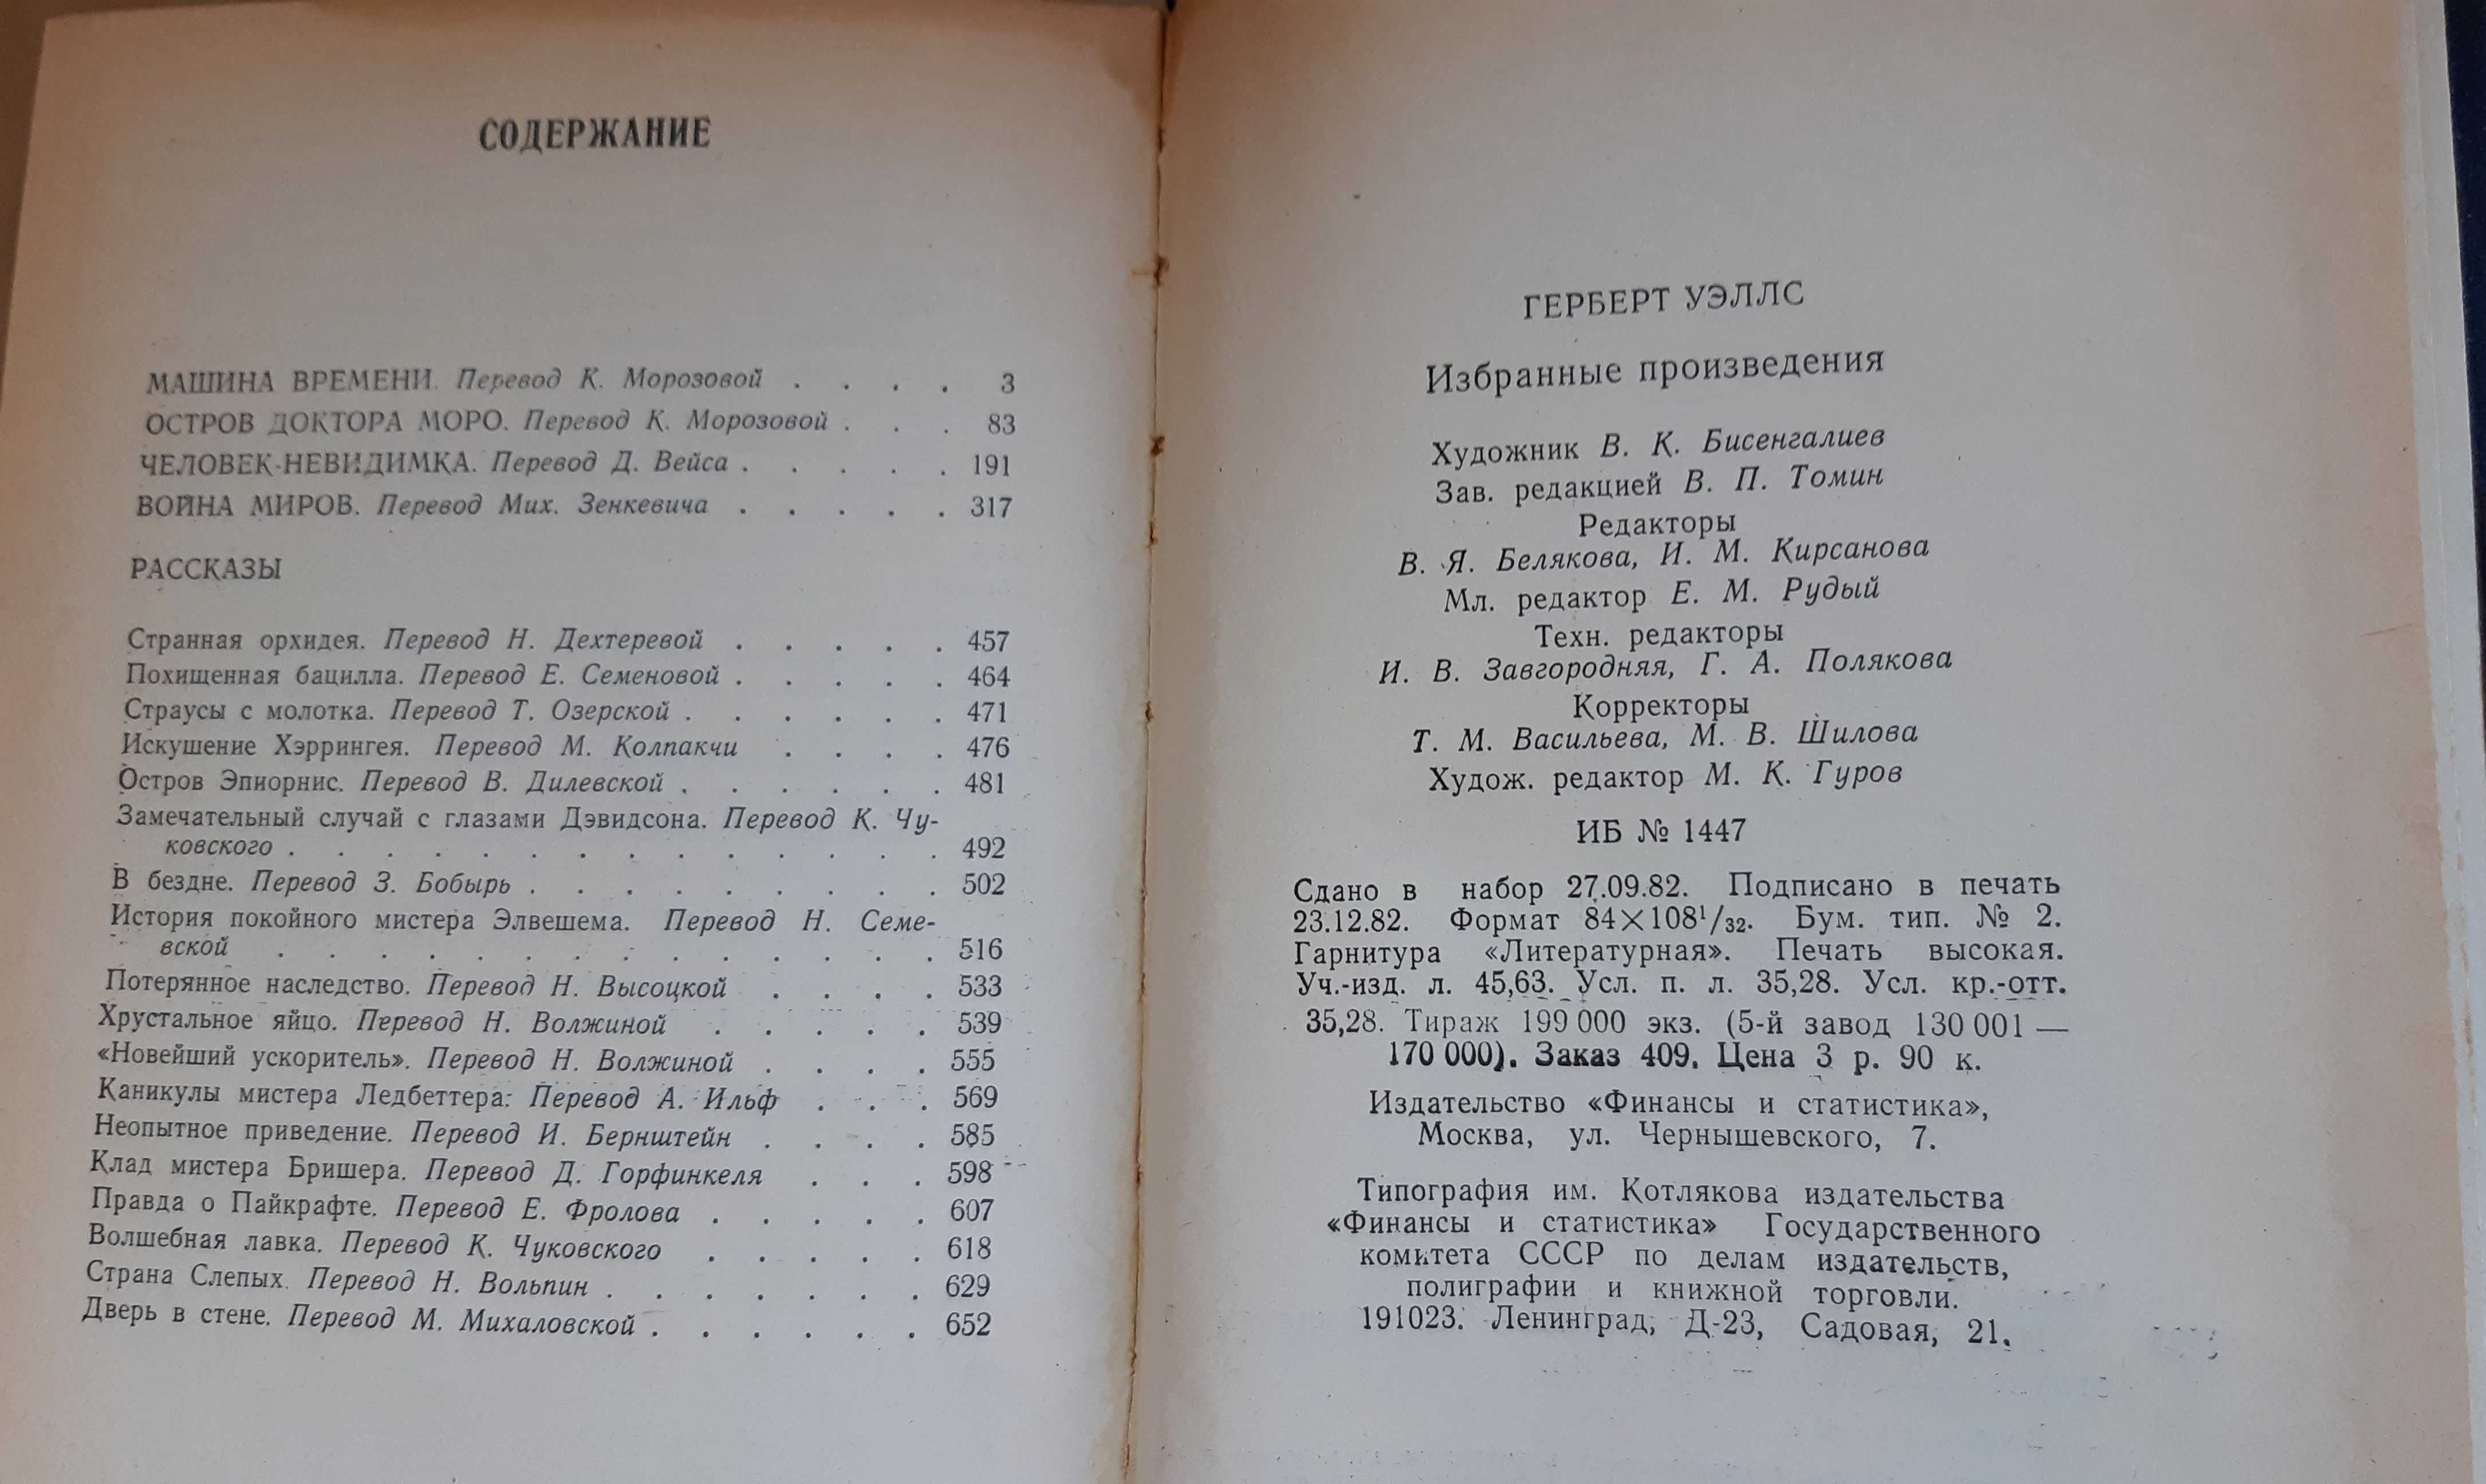 СОДЕРЖАНИЕ
МАШИНА ВРЕМЕНИ. Перевод К. Морозовой . . . . 3
ОСТРОВ ДОКТОРА МОРО. Перевод К. Морозовой . . . 83
ЧЕЛОВЕК-НЕВИДИМКА. Перевод Д. Вейса . . . . . 191
ВОЙНА МИРОВ. Перевод Мих. Зенкевича . . . . . 317
РАССКАЗЫ
Странная орхидея. Перевод Н. Дехтеревой . . . . . 457
Похищенная бацилла. Перевод Е. Семеновой . . . . . 464
Страусы с молотка. Перевод Т. Озерской . . . . . . 471
Искушение Хэррингея. Перевод М. Колпакчи . . . . 476
Остров Эпиорнис. Перевод В. Дилевской . . . . . . 481
Замечательный случай с глазами Дэвидсона. Перевод К. Чу-
ковского . . . . . . . . . . . . . . 492
В бездне. Перевод З. Бобырь . . . . . . . . . 502
История покойного мистера Элвешема. Перевод Н. Семе-
вской . . . . . . . . . . . . . . 516
Потерянное наследство. Перевод Н. Высоцкой . . . . 533
Хрустальное яйцо. Перевод Н. Волжиной . . . . . 539
«Новейший ускоритель». Перевод Н. Волжиной . . . . 555
Каникулы мистера Ледбеттера. Перевод А. Ильф . . . 569
Неопытное приведение. Перевод И. Бернштейн . . . . 585
Клад мистера Бришера. Перевод Д. Горфинкеля . . . 598
Правда о Пайкрафте. Перевод Е. Фролова . . . . . 607
Волшебная лавка. Перевод К. Чуковского . . . . . 618
Страна Слепых. Перевод Н. Вольпин . . . . . . . 629
Дверь в стене. Перевод М. Михаловской . . . . . . 652
ГЕРБЕРТ УЭЛЛС
Избранные произведения
Художник В. К. Бисенгалиев
Зав. редакцией В. П. Томин
Редакторы
В. Я. Белякова, И. М. Кирсанова
Мл. редактор Е. М. Рудый
Техн. редакторы
И. В. Завгородняя, Г. А. Полякова
Корректоры
Т. М. Васильева, М. В. Шилова
Худож. редактор М. К. Гуров
ИБ № 1447
Сдано в набор 27.09.82. Подписано в печать
23.12.82. Формат 84×108¹/₃₂. Бум. тип. № 2.
Гарнитура «Литературная». Печать высокая.
Уч.-изд. л. 45,63. Усл. п. л. 35,28. Усл. кр.-отт.
35,28. Тираж 199 000 экз. (5-й завод 130 001 —
170 000). Заказ 409. Цена 3 р. 90 к.
Издательство «Финансы и статистика»,
Москва, ул. Чернышевского, 7.
Типография им. Котлякова издательства
«Финансы и статистика» Государственного
комитета СССР по делам издательств,
полиграфии и книжной торговли.
191023. Ленинград, Д-23, Садовая, 21.